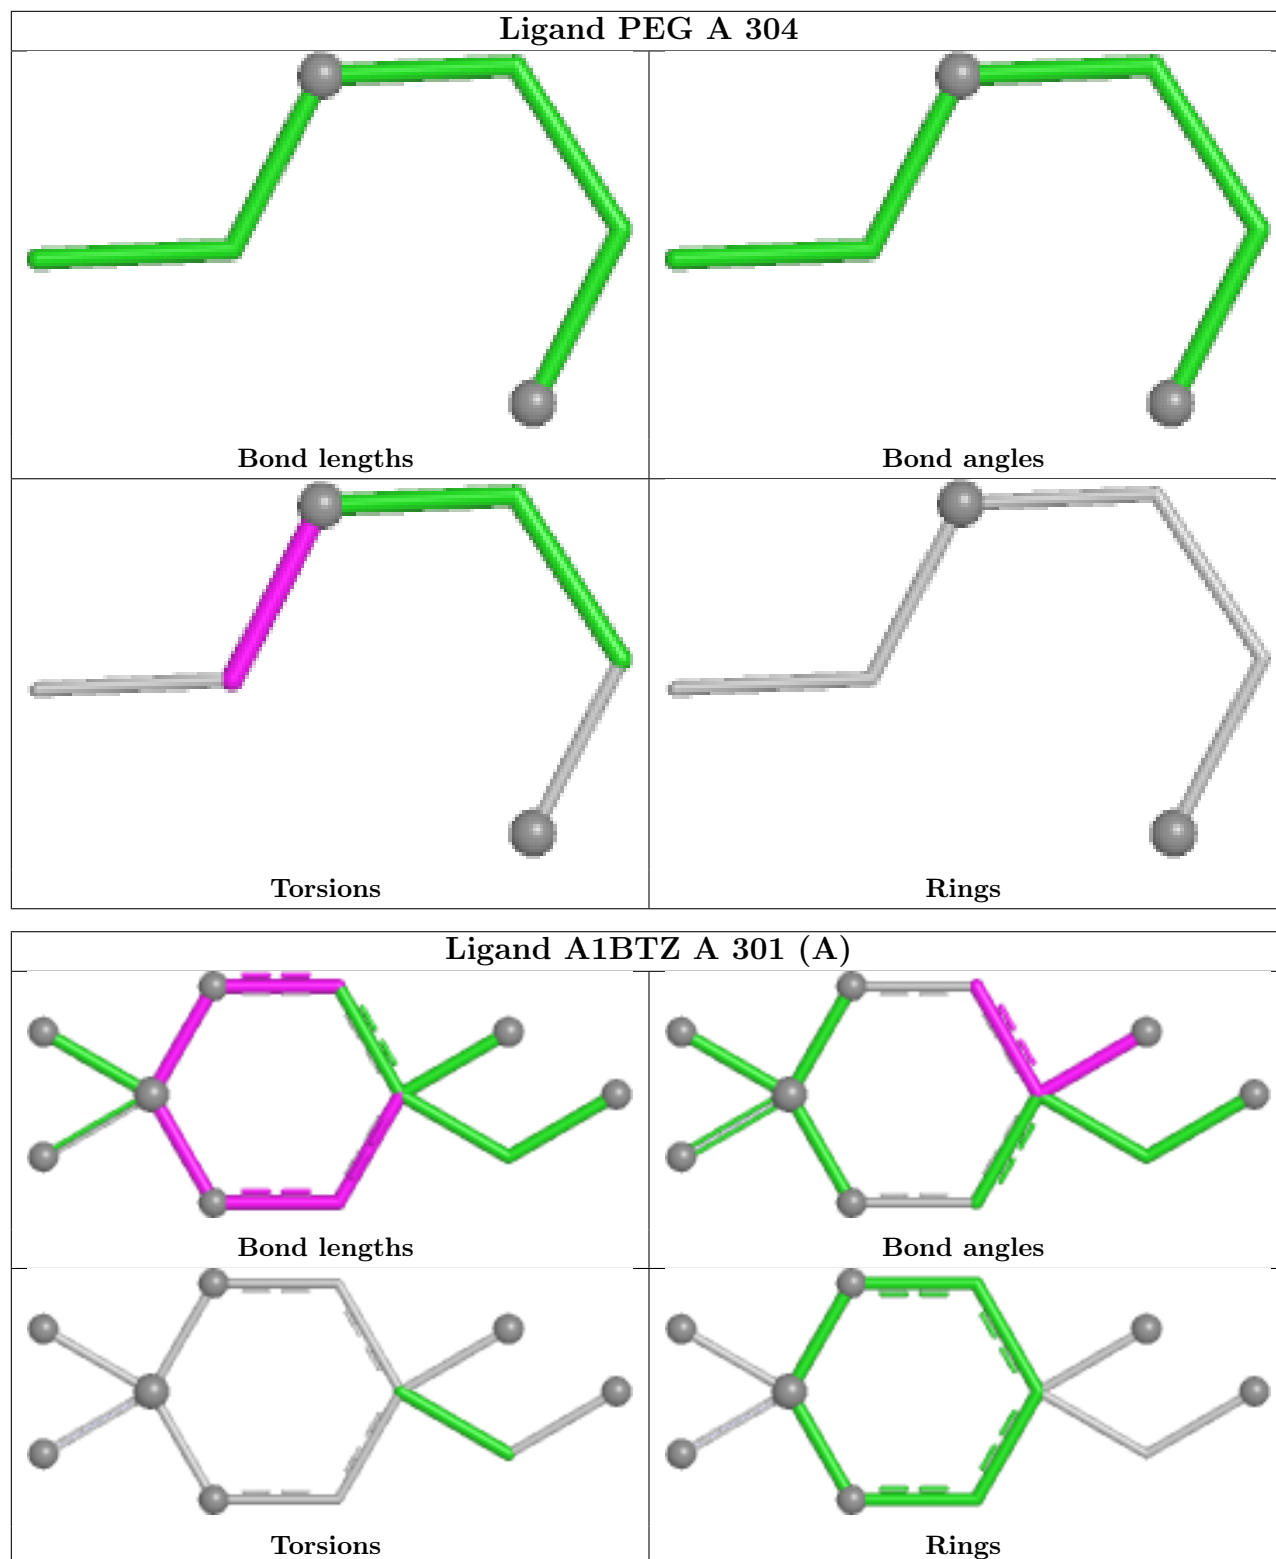 Ligand PEG A 304
Bond lengths
Bond angles
Torsions
Rings
Ligand A1BTZ A 301 (A)
Bond lengths
Bond angles
Torsions
Rings